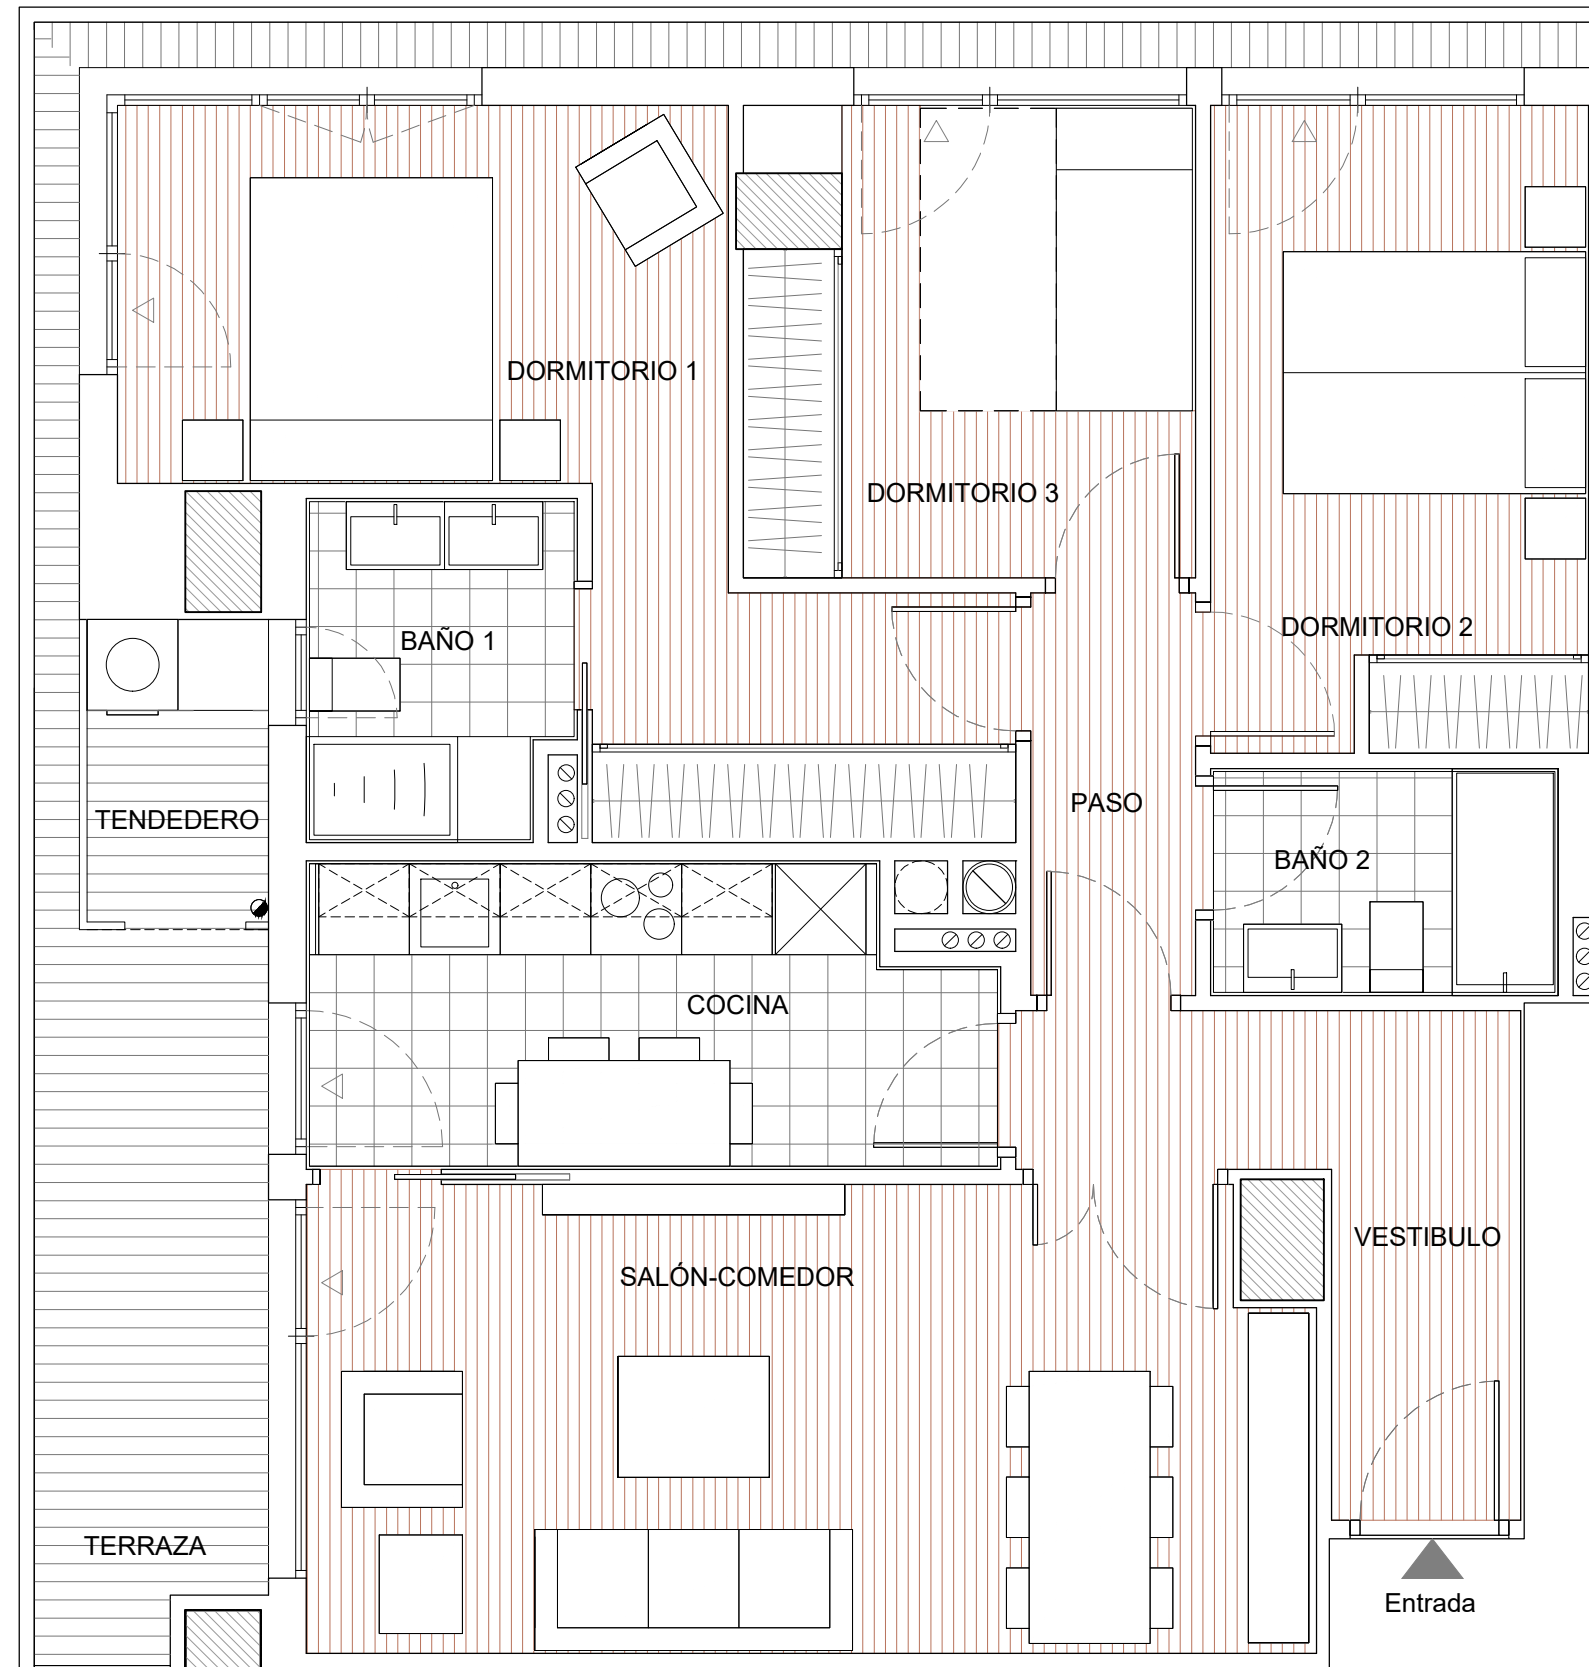 DORMITORIO 1
DORMITORIO 3
DORMITORIO 2
BAÑO 1
TENDEDERO
PASO
BAÑO 2
COCINA
VESTIBULO
SALÓN-COMEDOR
TERRAZA
Entrada